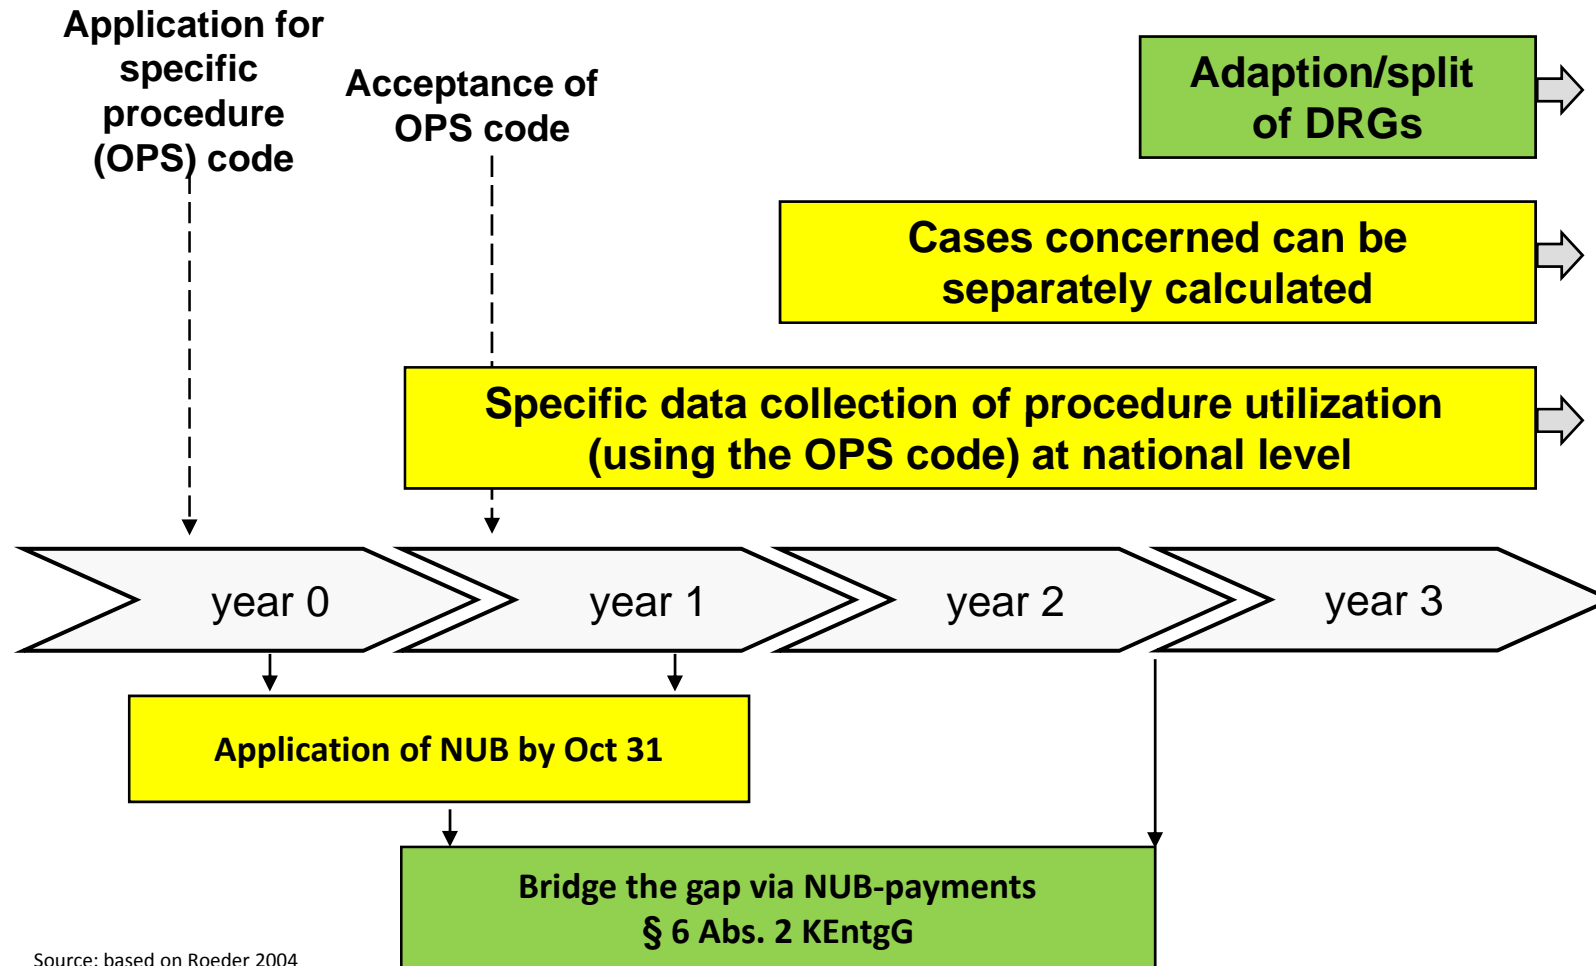 Application for
specific
procedure
(OPS) code
Acceptance of
OPS code
Adaption/split
of DRGs
Cases concerned can be
separately calculated
Specific data collection of procedure utilization
(using the OPS code) at national level
year 0
year 1
year 2
year 3
Application of NUB by Oct 31
Bridge the gap via NUB-payments
§ 6 Abs. 2 KEntgG
Source: based on Roeder 2004